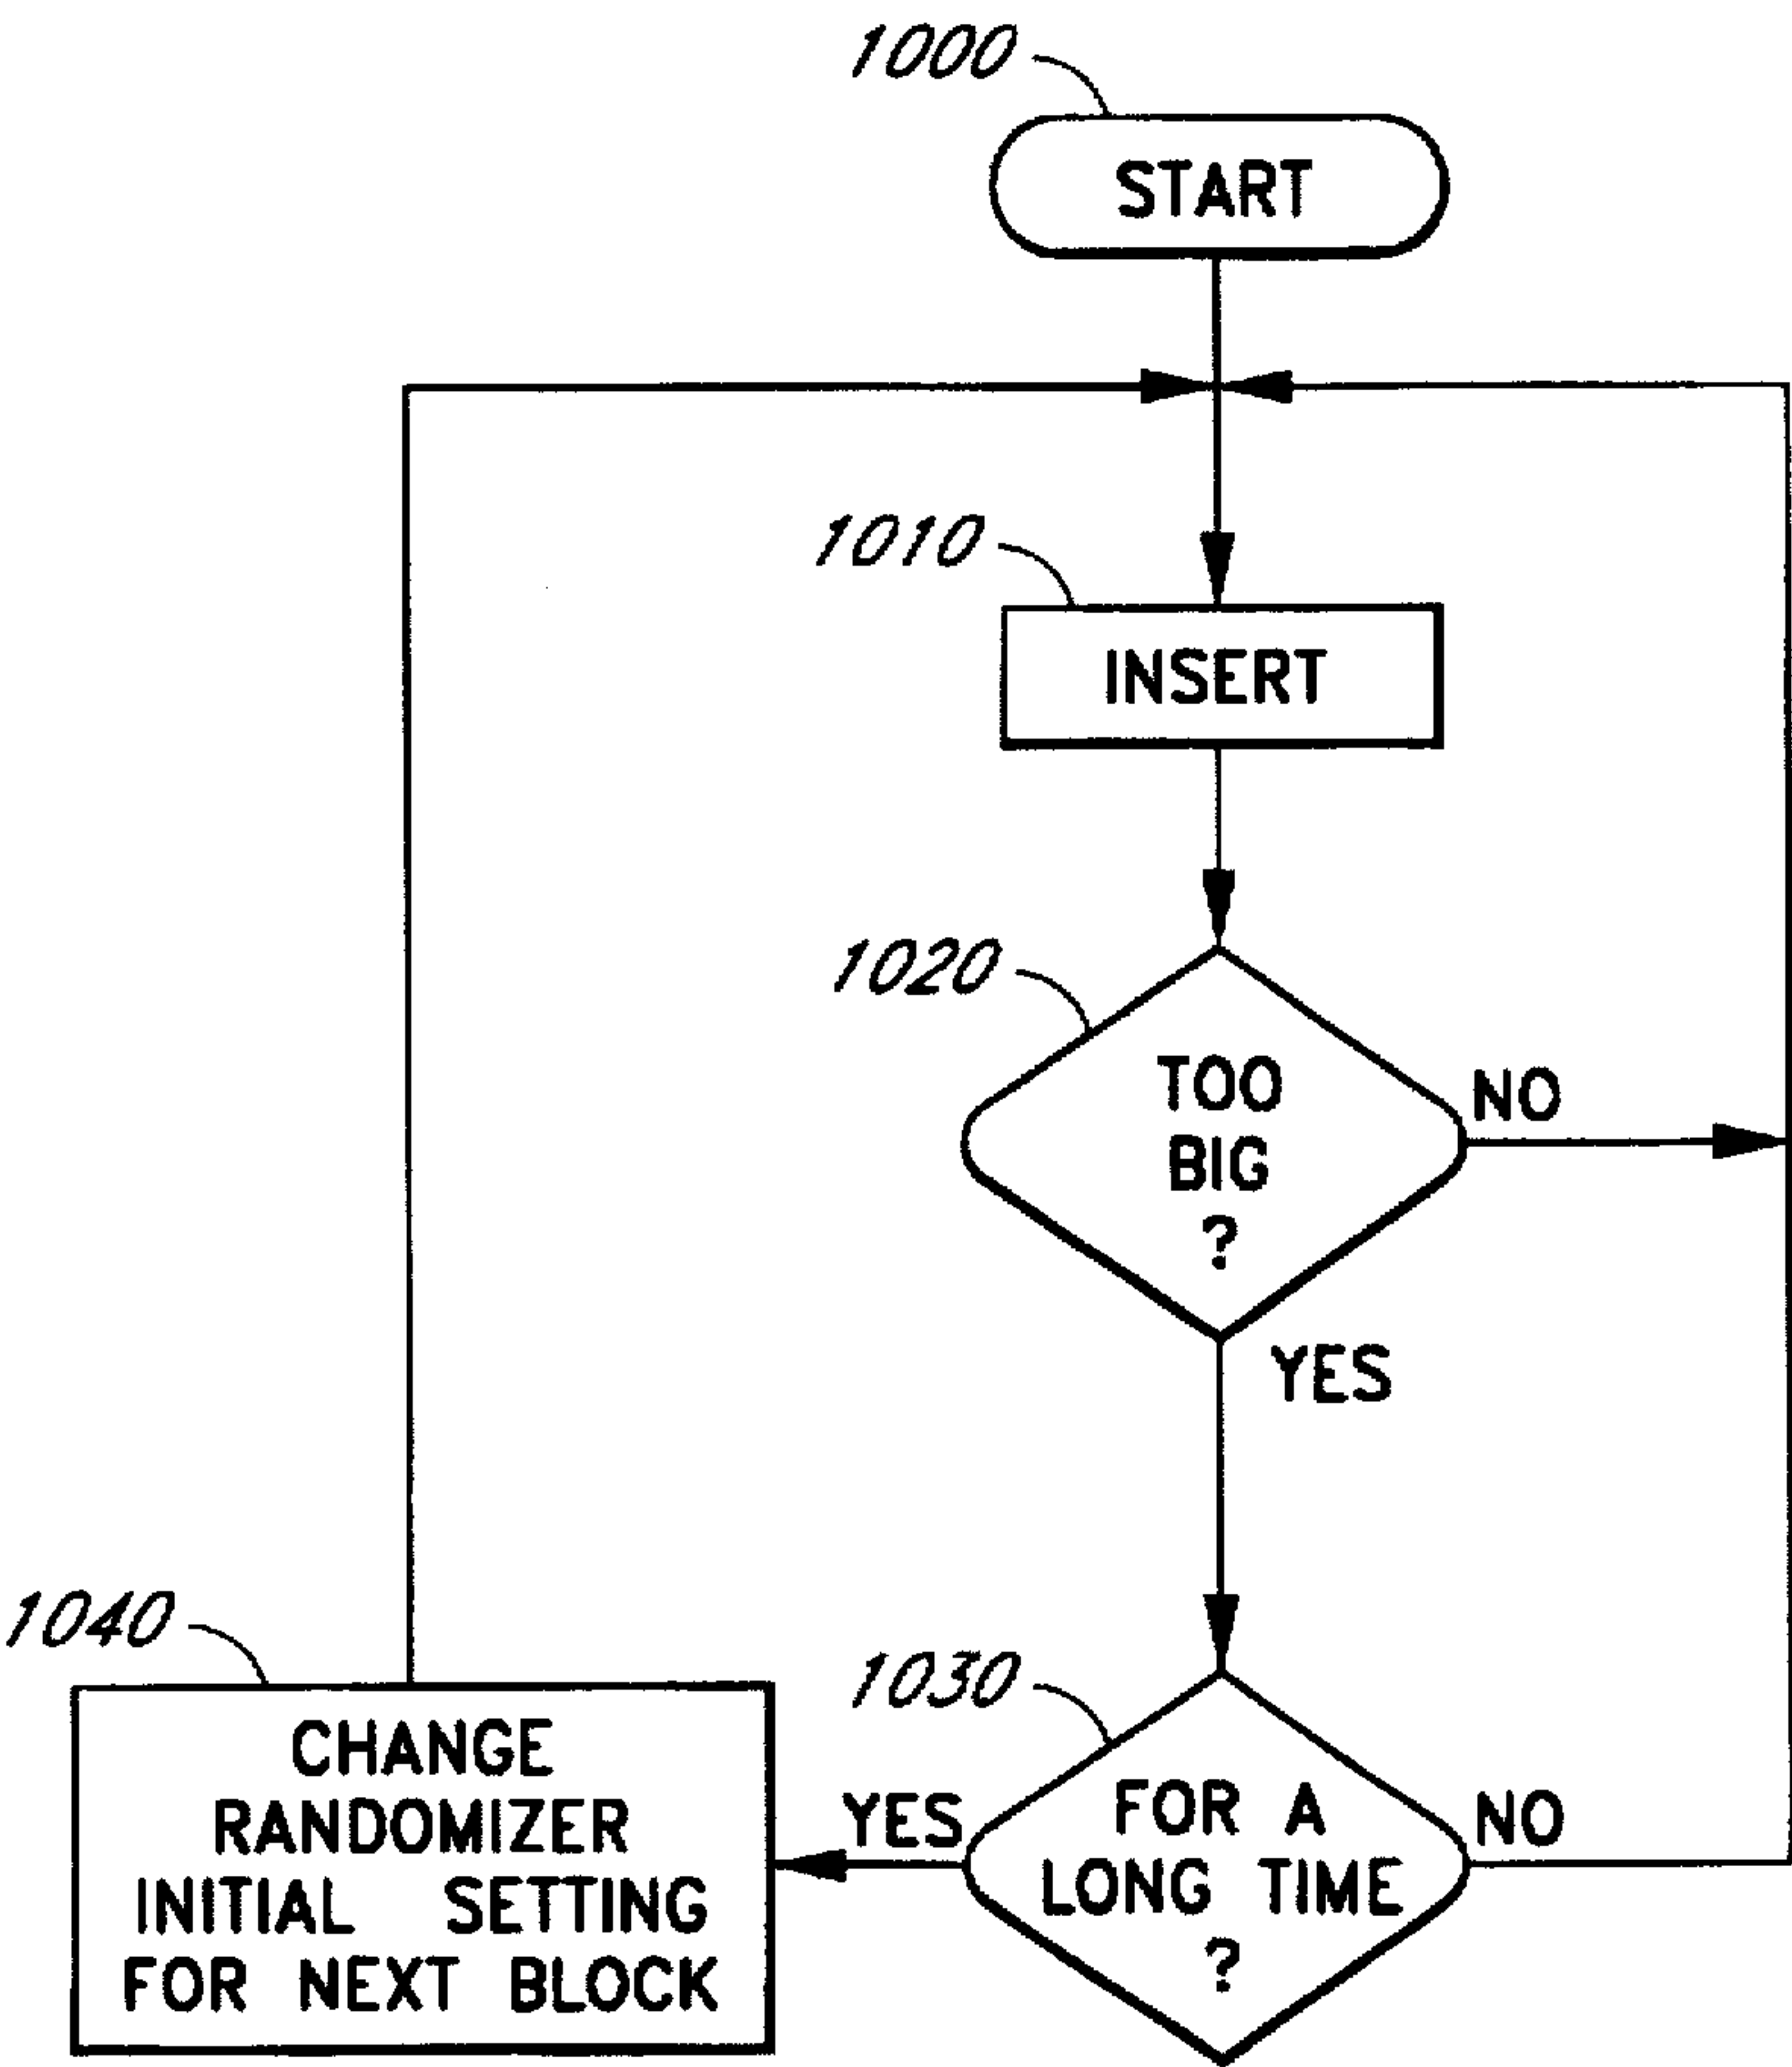 1000
START
1010
INSERT
1020
TOO
BIG
?
NO
YES
1030
FOR A
LONG TIME
?
NO
YES
1040
CHANGE
RANDOMIZER
INITIAL SETTING
FOR NEXT BLOCK